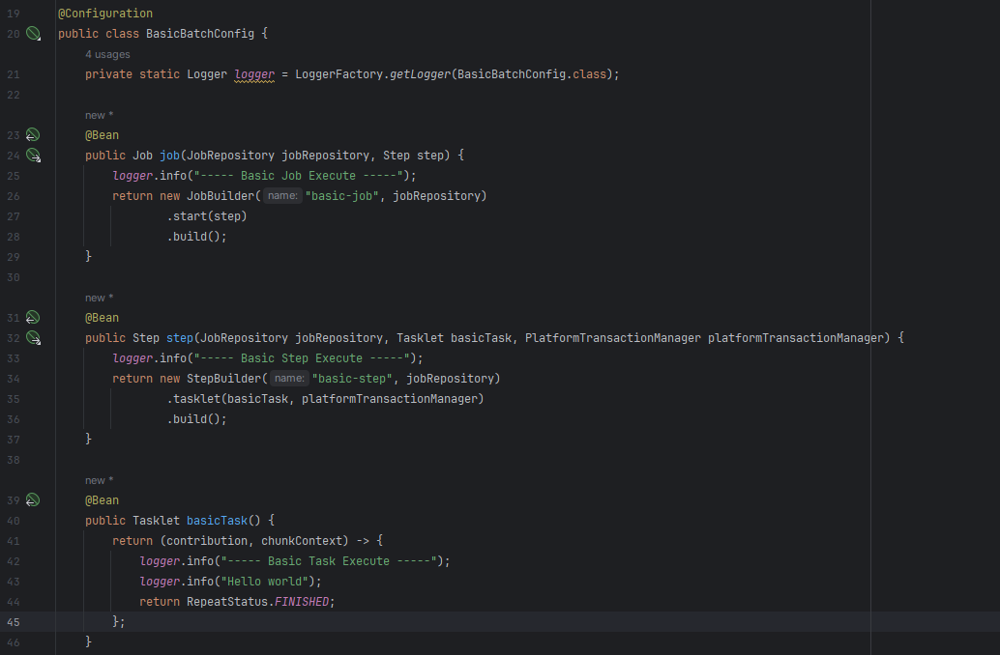 19 @Configuration
20 public class BasicBatchConfig {
4 usages
21 private static Logger logger = LoggerFactory.getLogger(BasicBatchConfig.class);
22
new *
23 @Bean
24 public Job job(JobRepository jobRepository, Step step) {
25 logger.info("----- Basic Job Execute -----");
26 return new JobBuilder( name: "basic-job", jobRepository)
27 .start(step)
28 .build();
29 }
30
new *
31 @Bean
32 public Step step(JobRepository jobRepository, Tasklet basicTask, PlatformTransactionManager platformTransactionManager) {
33 logger.info("----- Basic Step Execute -----");
34 return new StepBuilder( name: "basic-step", jobRepository)
35 .tasklet(basicTask, platformTransactionManager)
36 .build();
37 }
38
new *
39 @Bean
40 public Tasklet basicTask() {
41 return (contribution, chunkContext) -> {
42 logger.info("----- Basic Task Execute -----");
43 logger.info("Hello world");
44 return RepeatStatus.FINISHED;
45 };
46 }